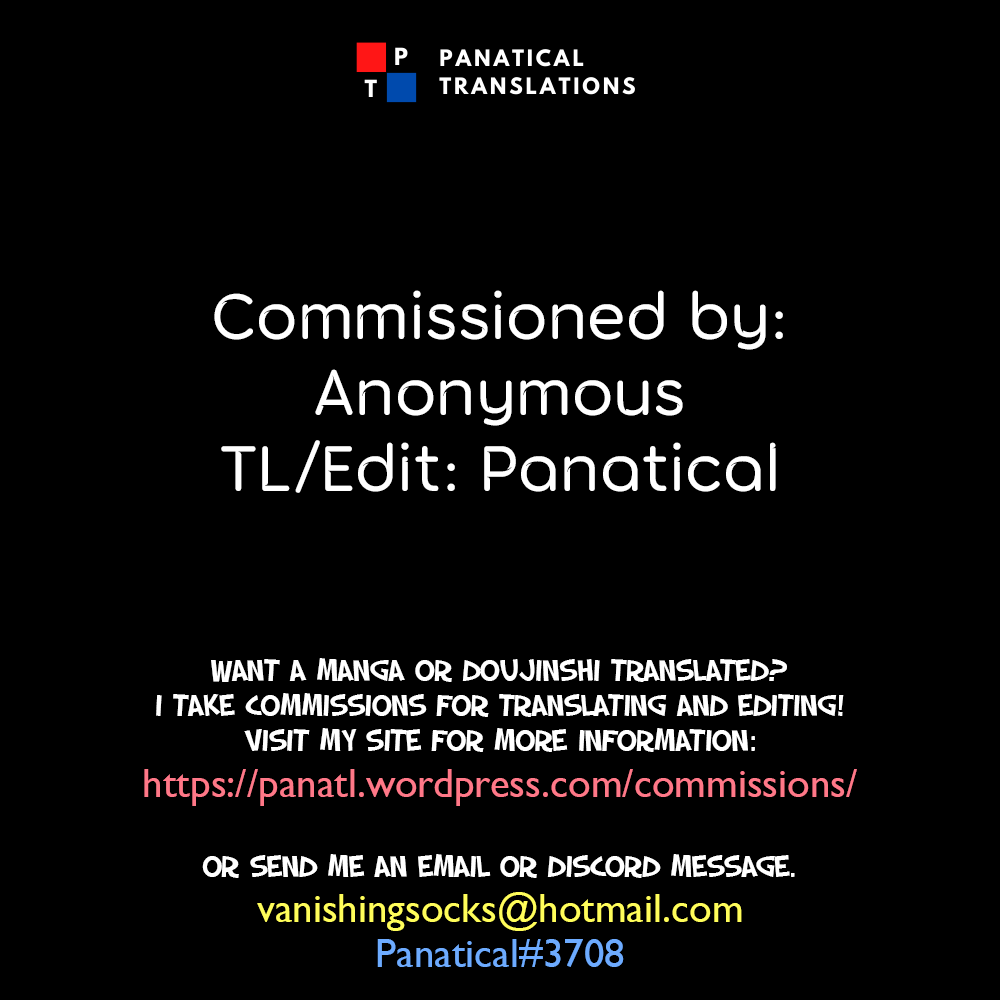 P
T
PANATICAL
TRANSLATIONS
Commissioned by:
Anonymous
TL/Edit: Panatical
WANT A MANGA OR DOUJINSHI TRANSLATED?
I TAKE COMMISSIONS FOR TRANSLATING AND EDITING!
VISIT MY SITE FOR MORE INFORMATION:
https://panatl.wordpress.com/commissions/
OR SEND ME AN EMAIL OR DISCORD MESSAGE.
vanishingsocks@hotmail.com
Panatical#3708